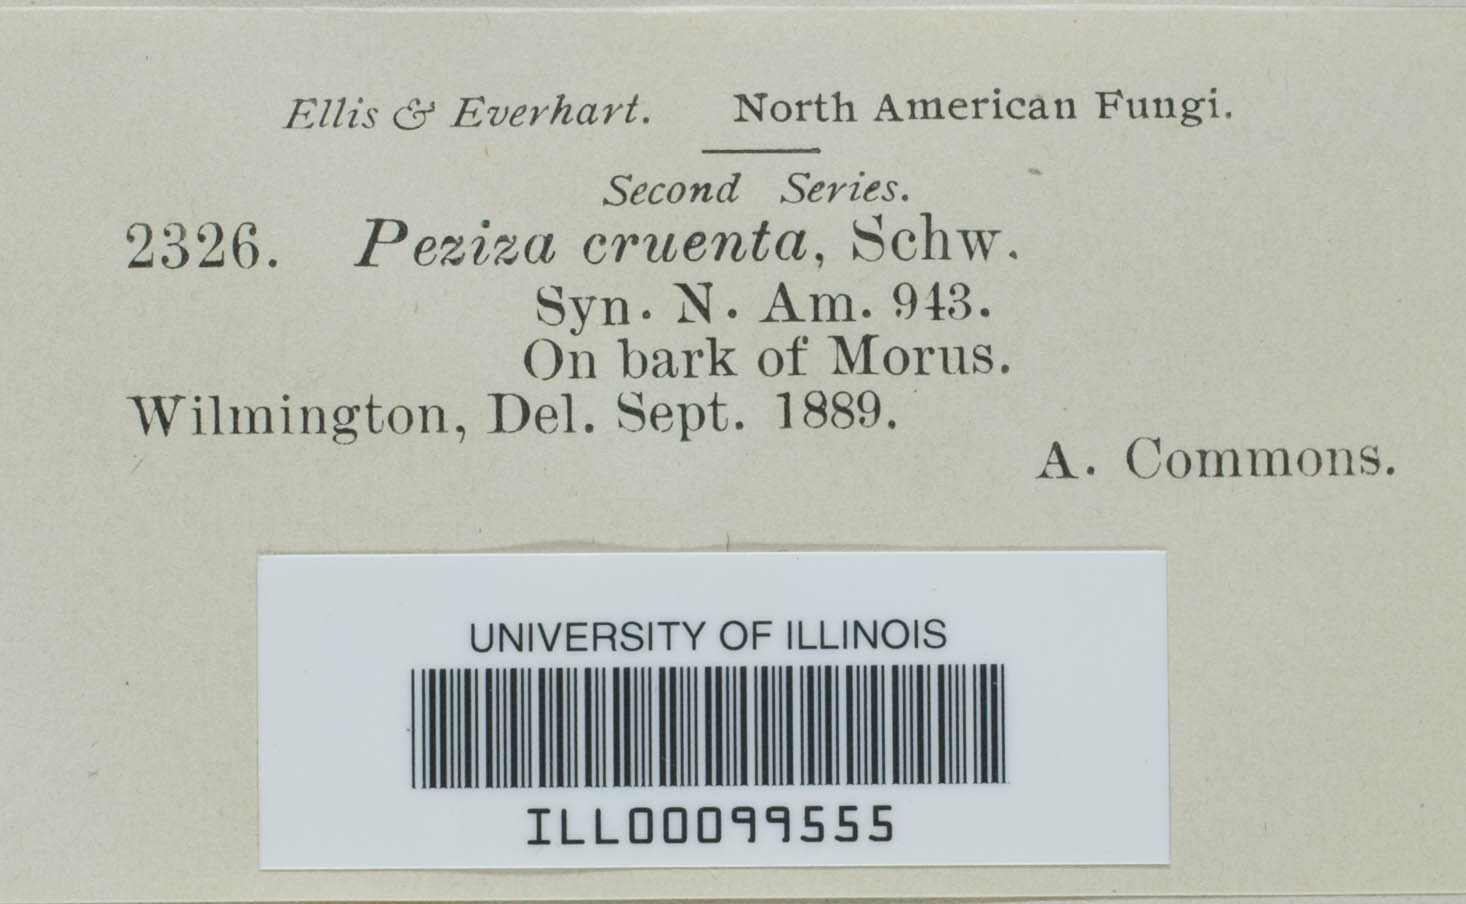 Ellis & Everhart. North American Fungi.
Second Series.
2326. Peziza cruenta, Schw.
Syn. N. Am. 943.
On bark of Morus.
Wilmington, Del. Sept. 1889.
A. Commons.
UNIVERSITY OF ILLINOIS
ILL00099555